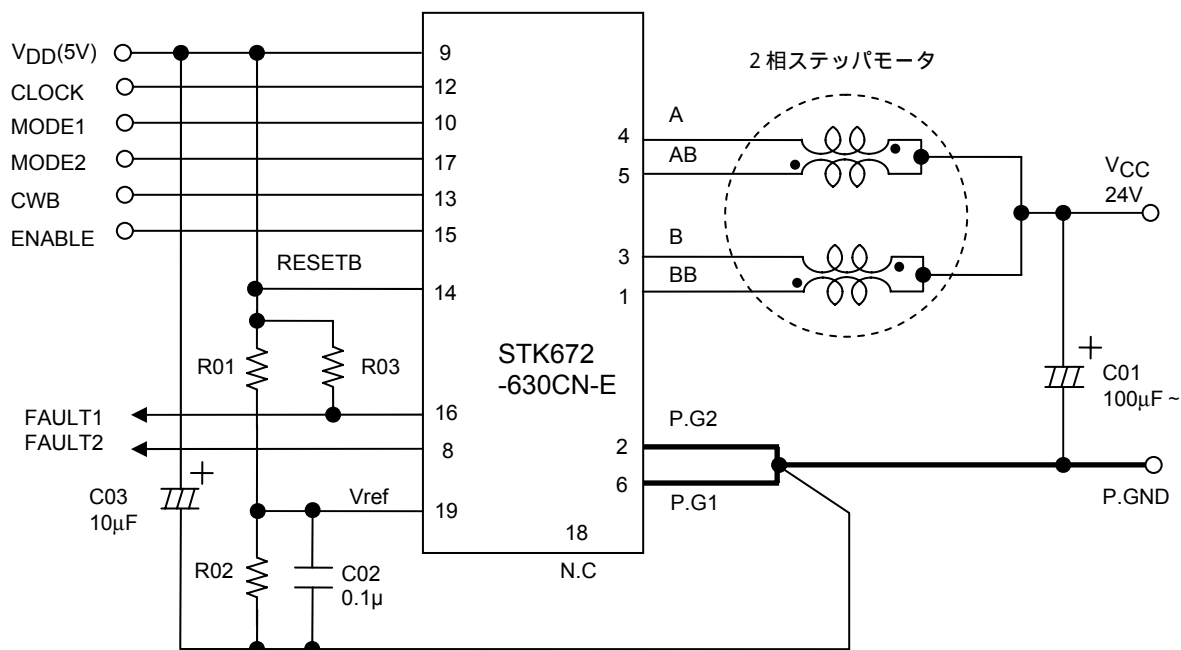 VDD(5V)
CLOCK
MODE1
MODE2
CWB
ENABLE
RESETB
R01
R03
FAULT1
FAULT2
C03
10μF
Vref
R02
C02
0.1μ
9
12
10
17
13
15
14
16
8
19
STK672
-630CN-E
4
5
3
1
2
6
18
N.C
A
AB
B
BB
P.G2
P.G1
2相ステッパモータ
VCC
24V
C01
100μF ~
P.GND